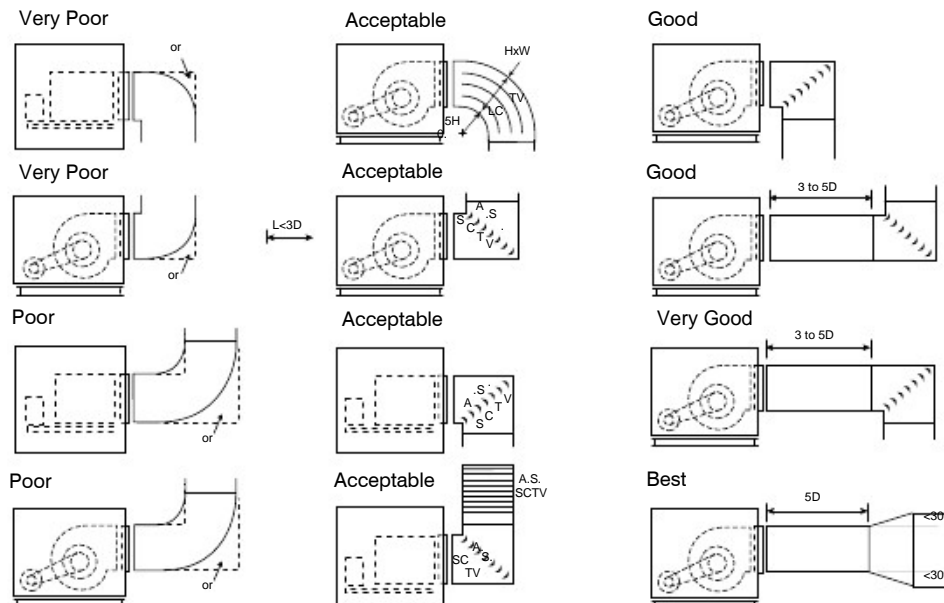 Very Poor
or
Acceptable
HxW
TV
LC
.5H
0.
Good
Very Poor
or
L<3D
Acceptable
A .S .
S C T V
Good
3 to 5D
Poor
or
Acceptable
A .S .
S C T V
Very Good
3 to 5D
Poor
or
Acceptable
A.S.
SCTV
A.S.
SC
TV
Best
5D
<30
<30